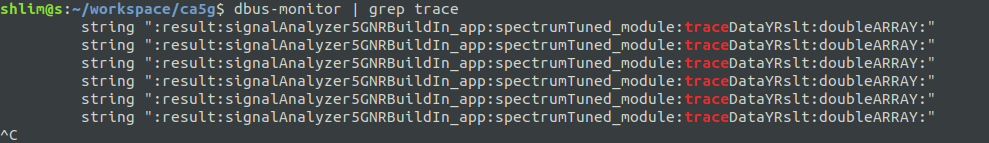 shlim@s:~/workspace/ca5g$ dbus-monitor | grep trace
string ":result:signalAnalyzer5GNRBuildIn_app:spectrumTuned_module:traceDataYRslt:doubleARRAY:"
string ":result:signalAnalyzer5GNRBuildIn_app:spectrumTuned_module:traceDataYRslt:doubleARRAY:"
string ":result:signalAnalyzer5GNRBuildIn_app:spectrumTuned_module:traceDataYRslt:doubleARRAY:"
string ":result:signalAnalyzer5GNRBuildIn_app:spectrumTuned_module:traceDataYRslt:doubleARRAY:"
string ":result:signalAnalyzer5GNRBuildIn_app:spectrumTuned_module:traceDataYRslt:doubleARRAY:"
string ":result:signalAnalyzer5GNRBuildIn_app:spectrumTuned_module:traceDataYRslt:doubleARRAY:"
^C